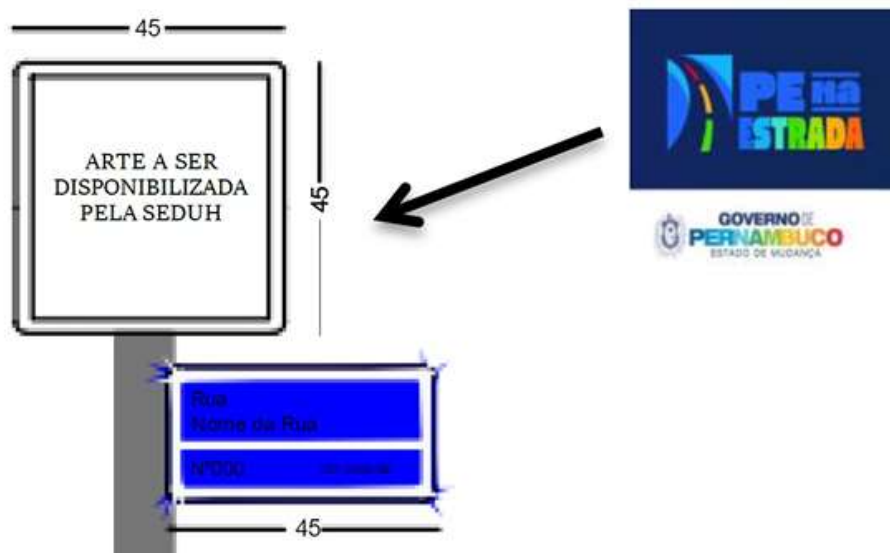 45
ARTE A SER
DISPONIBILIZADA
PELA SEDUH
45
PE na
ESTRADA
GOVERNO DE
PERNAMBUCO
ESTADO DE MUDANÇA
Rua
Nome da Rua
Nº000
45